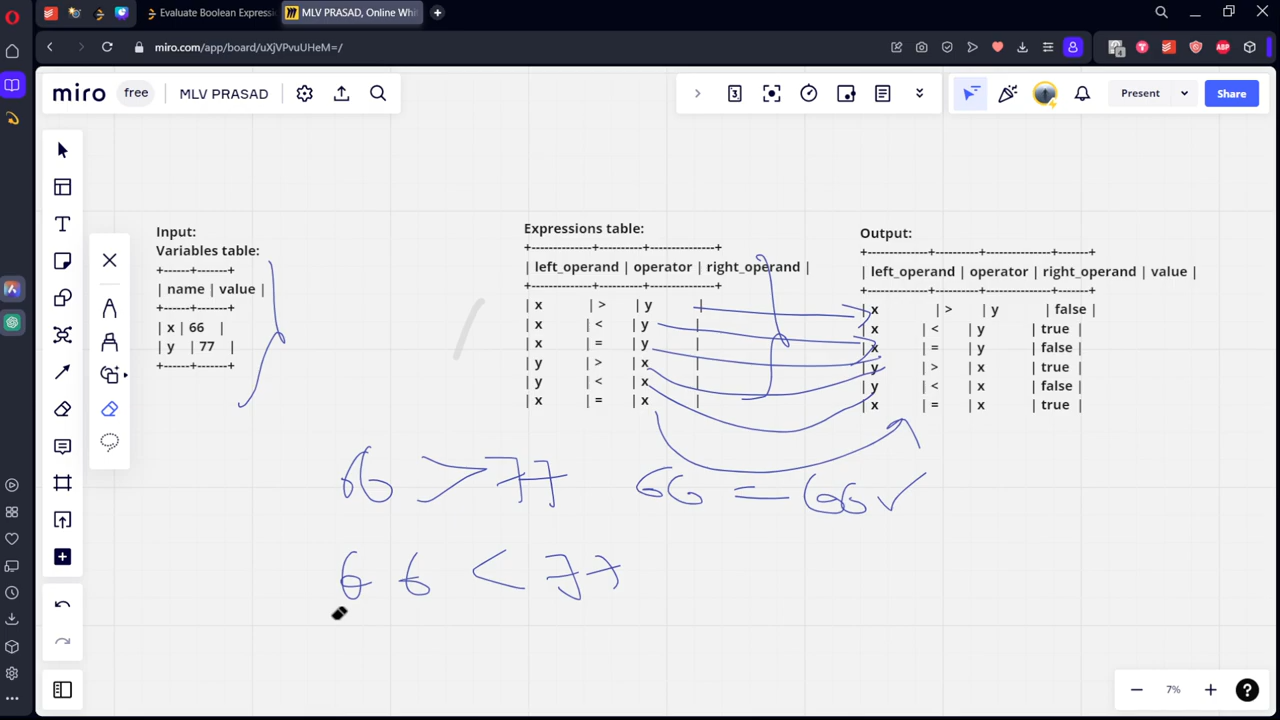 Evaluate Boolean Expressi
MLV PRASAD, Online Whi
miro.com/app/board/uXjVPvuUHeM=/
miro free MLV PRASAD
3 Present Share
Input:
Variables table:
+------+-------+
| name | value |
+------+-------+
| x | 66 |
| y | 77 |
+------+-------+
Expressions table:
+--------------+----------+---------------+
| left_operand | operator | right_operand |
+--------------+----------+---------------+
| x | > | y |
| x | < | y |
| x | = | y |
| y | > | x |
| y | < | x |
| x | = | x |
Output:
+--------------+----------+---------------+-------+
| left_operand | operator | right_operand | value |
+--------------+----------+---------------+-------+
| x | > | y | false |
| x | < | y | true |
| x | = | y | false |
| y | > | x | true |
| y | < | x | false |
| x | = | x | true |
66 > 77 66 = 66 ✓
66 < 77
7%